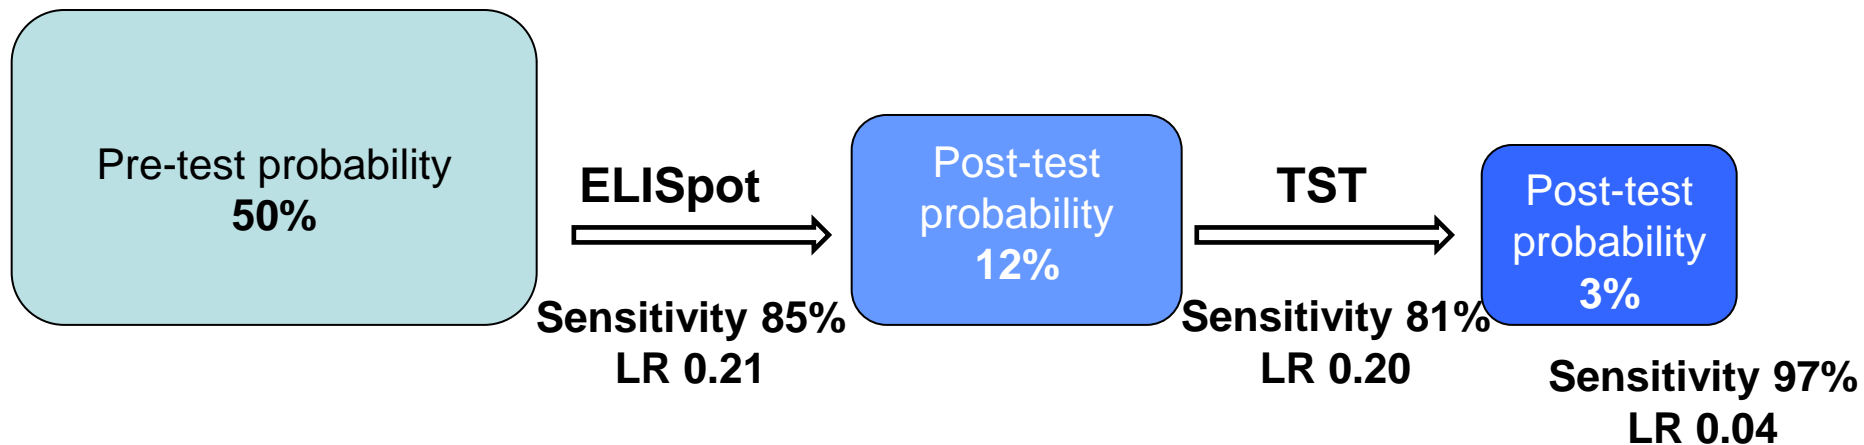 Pre-test probability
50%
ELISpot
Sensitivity 85%
LR 0.21
Post-test
probability
12%
TST
Sensitivity 81%
LR 0.20
Post-test
probability
3%
Sensitivity 97%
LR 0.04